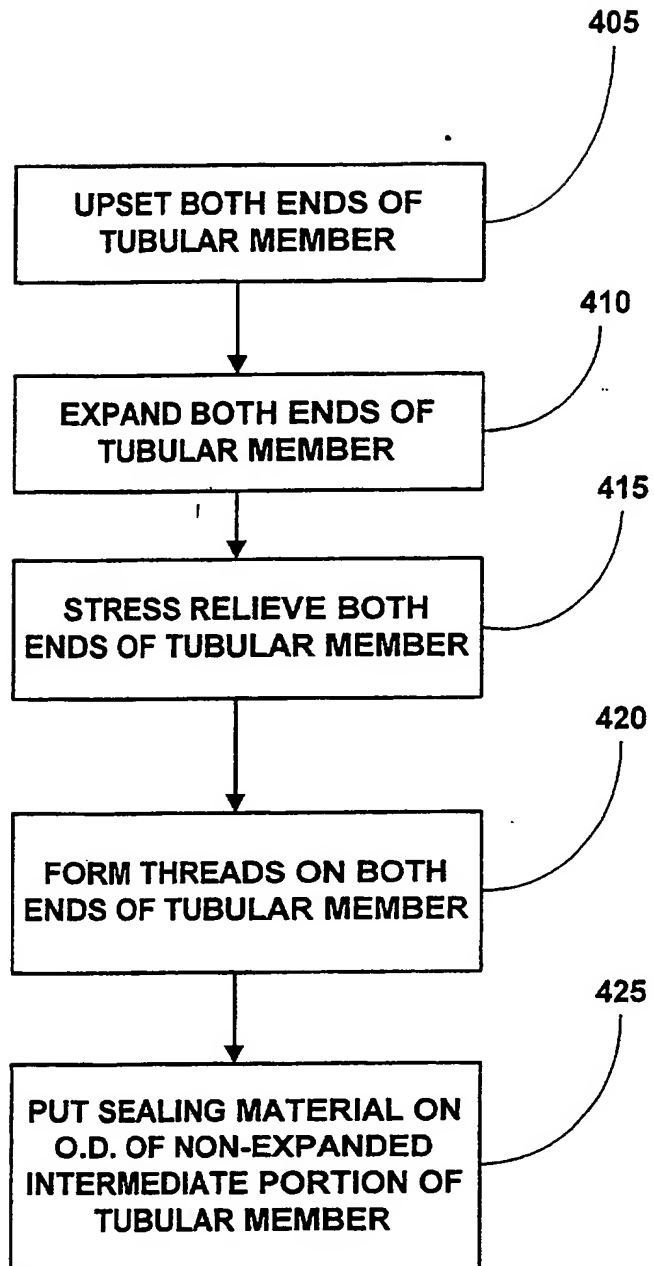 405
UPSET BOTH ENDS OF
TUBULAR MEMBER
410
EXPAND BOTH ENDS OF
TUBULAR MEMBER
415
STRESS RELIEVE BOTH
ENDS OF TUBULAR MEMBER
420
FORM THREADS ON BOTH
ENDS OF TUBULAR MEMBER
425
PUT SEALING MATERIAL ON
O.D. OF NON-EXPANDED
INTERMEDIATE PORTION OF
TUBULAR MEMBER